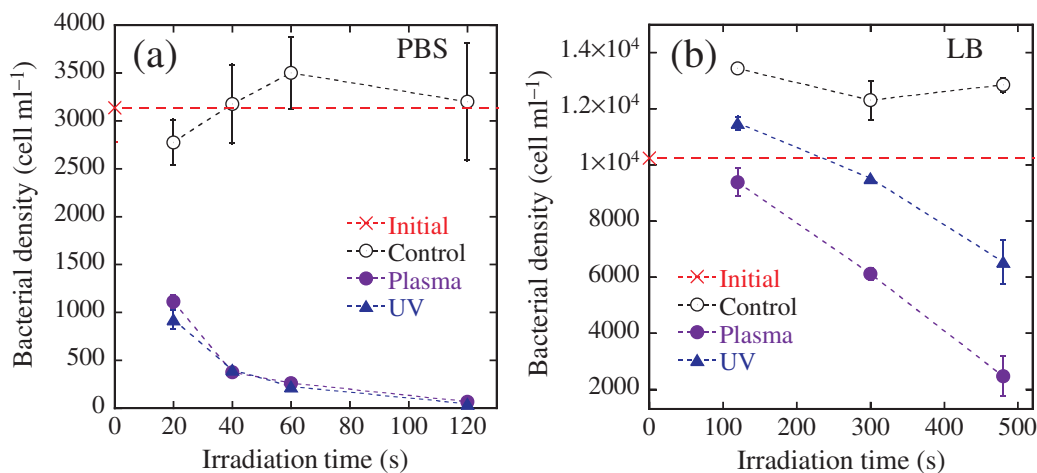 (a)
PBS
Bacterial density (cell ml⁻¹)
4000
3500
3000
2500
2000
1500
1000
500
0
Initial
Control
Plasma
UV
0 20 40 60 80 100 120
Irradiation time (s)
(b)
LB
Bacterial density (cell ml⁻¹)
1.4×10⁴
1.2×10⁴
1×10⁴
8000
6000
4000
2000
Initial
Control
Plasma
UV
0 100 200 300 400 500
Irradiation time (s)